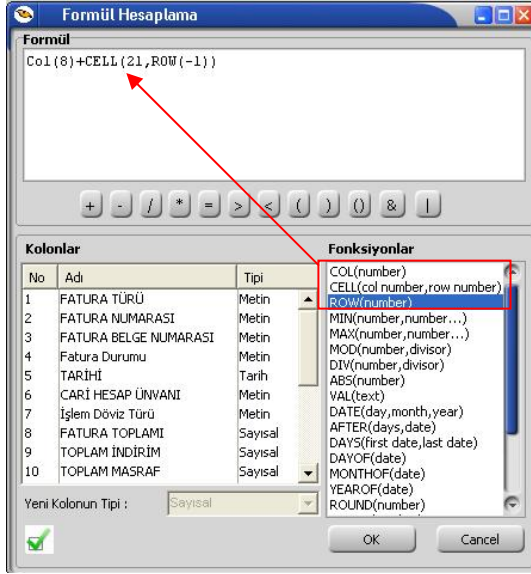 Formül Hesaplama
Formül
Col(8)+CELL(21,ROW(-1))
+ - / * = > < ( ) () & |
Kolonlar
No Adı Tipi
1 FATURA TÜRÜ Metin
2 FATURA NUMARASI Metin
3 FATURA BELGE NUMARASI Metin
4 Fatura Durumu Metin
5 TARİHİ Tarih
6 CARİ HESAP ÜNVANI Metin
7 İşlem Döviz Türü Metin
8 FATURA TOPLAMI Sayısal
9 TOPLAM İNDİRİM Sayısal
10 TOPLAM MASRAF Sayısal
Yeni Kolonun Tipi : Sayısal
Fonksiyonlar
COL(number)
CELL(col number,row number)
ROW(number)
MIN(number,number...)
MAX(number,number...)
MOD(number,divisor)
DIV(number,divisor)
ABS(number)
VAL(text)
DATE(day,month,year)
AFTER(days,date)
DAYS(first date,last date)
DAYOF(date)
MONTHOF(date)
YEAROF(date)
ROUND(number)
OK Cancel